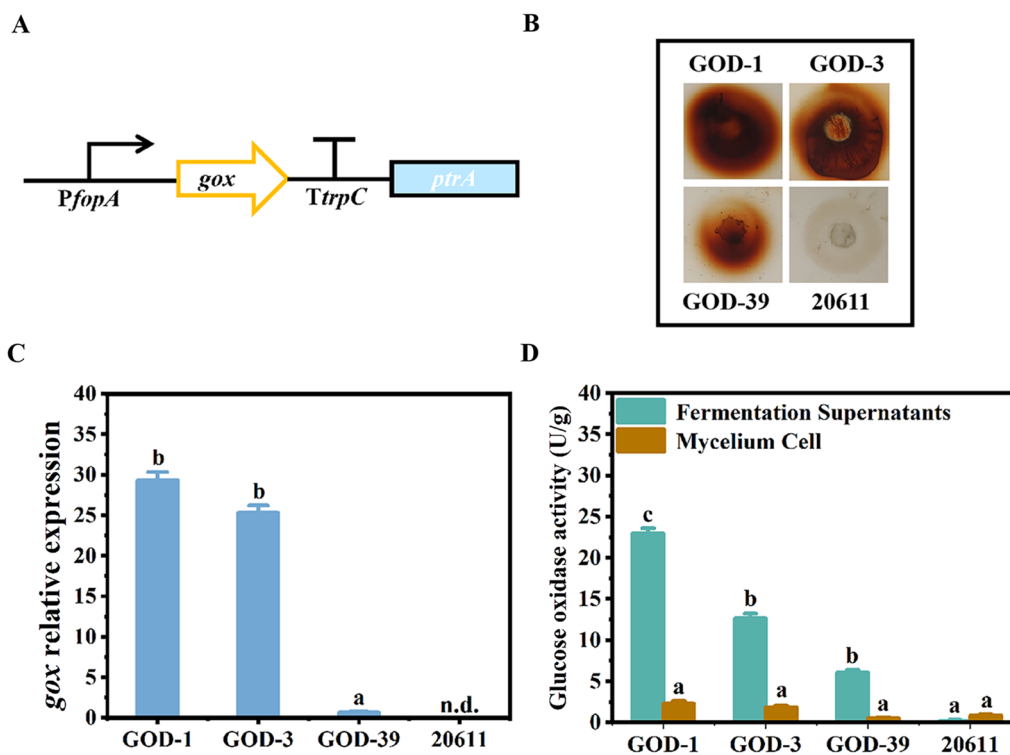 A
PfopA
gox
TtrpC
ptrA
B
GOD-1 GOD-3
GOD-39 20611
C
gox relative expression
40
35
30
25
20
15
10
5
0
b
b
a
n.d.
GOD-1 GOD-3 GOD-39 20611
D
Glucose oxidase activity (U/g)
40
35
30
25
20
15
10
5
0
Fermentation Supernatants
Mycelium Cell
c
a
b
a
b
a
a
a
GOD-1 GOD-3 GOD-39 20611